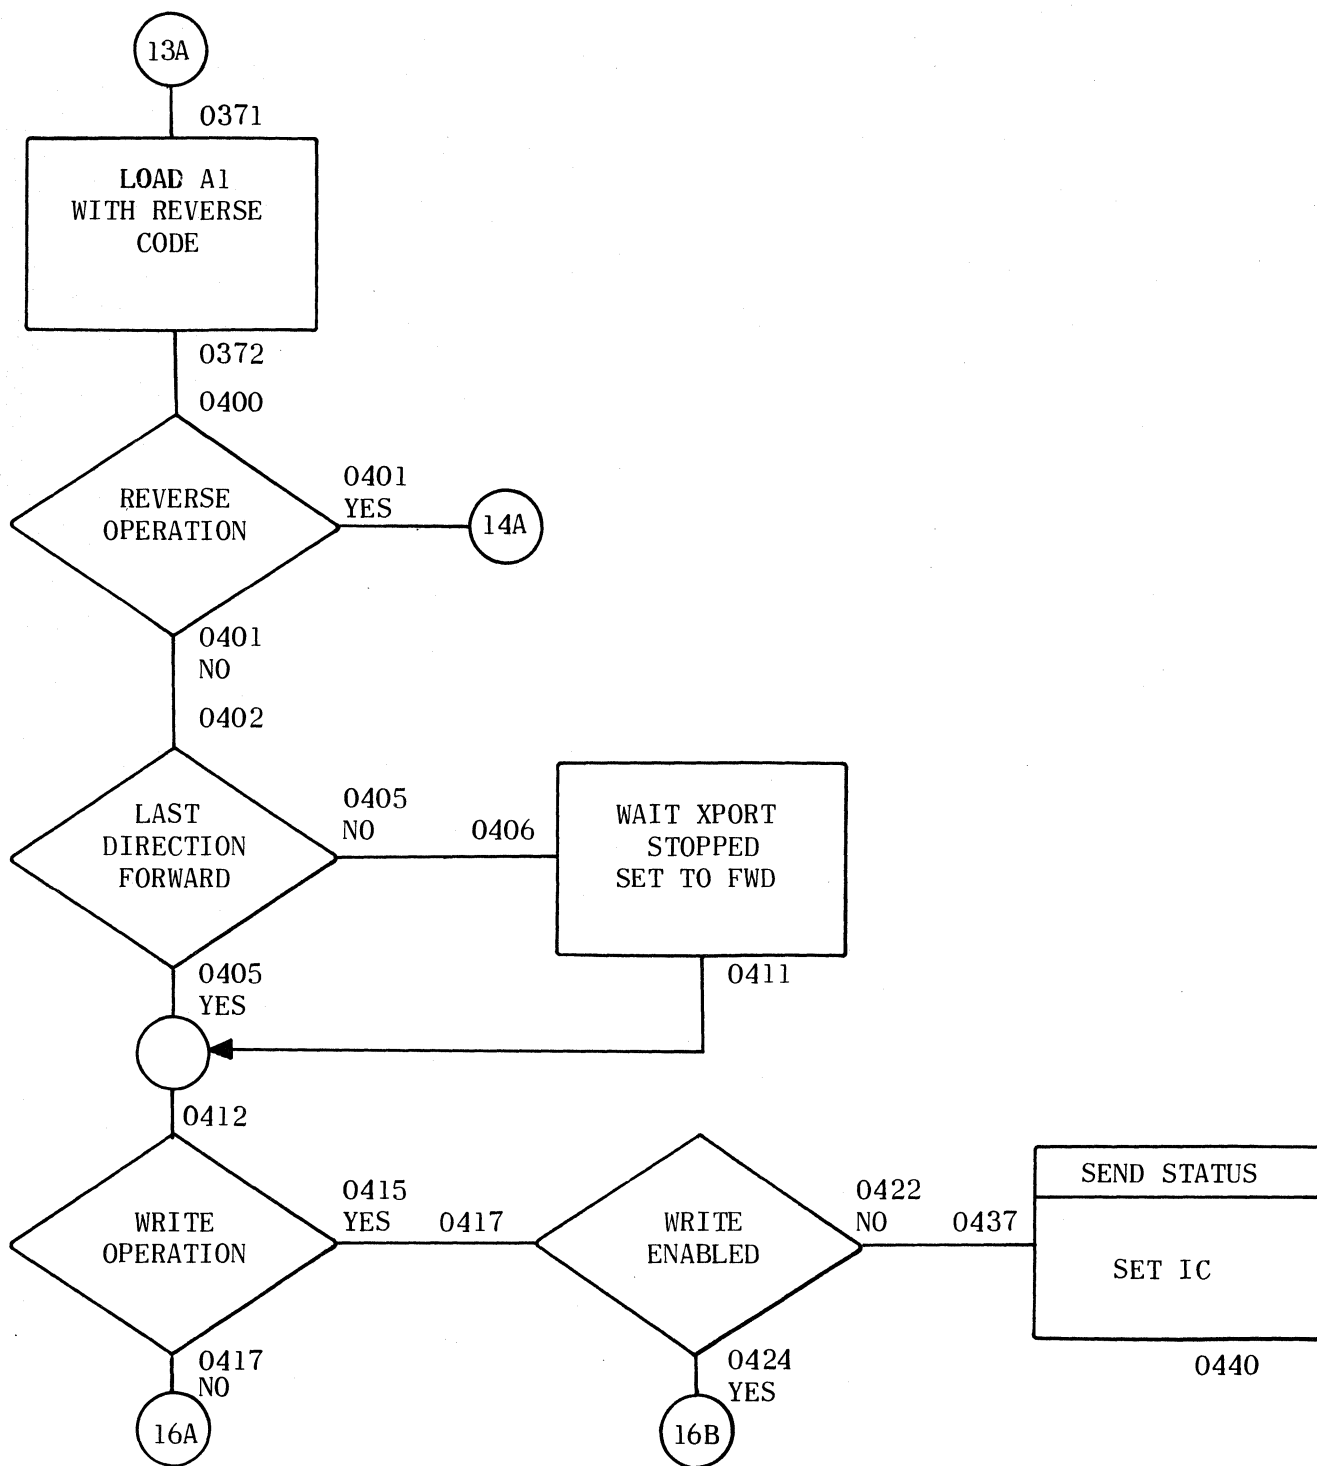 13A
0371
LOAD A1
WITH REVERSE
CODE
0372
0400
REVERSE
OPERATION
0401
YES
14A
0401
NO
0402
LAST
DIRECTION
FORWARD
0405
NO
0406
WAIT XPORT
STOPPED
SET TO FWD
0411
0405
YES
0412
WRITE
OPERATION
0415
YES
0417
WRITE
ENABLED
0422
NO
0437
SEND STATUS
SET IC
0440
0417
NO
16A
0424
YES
16B